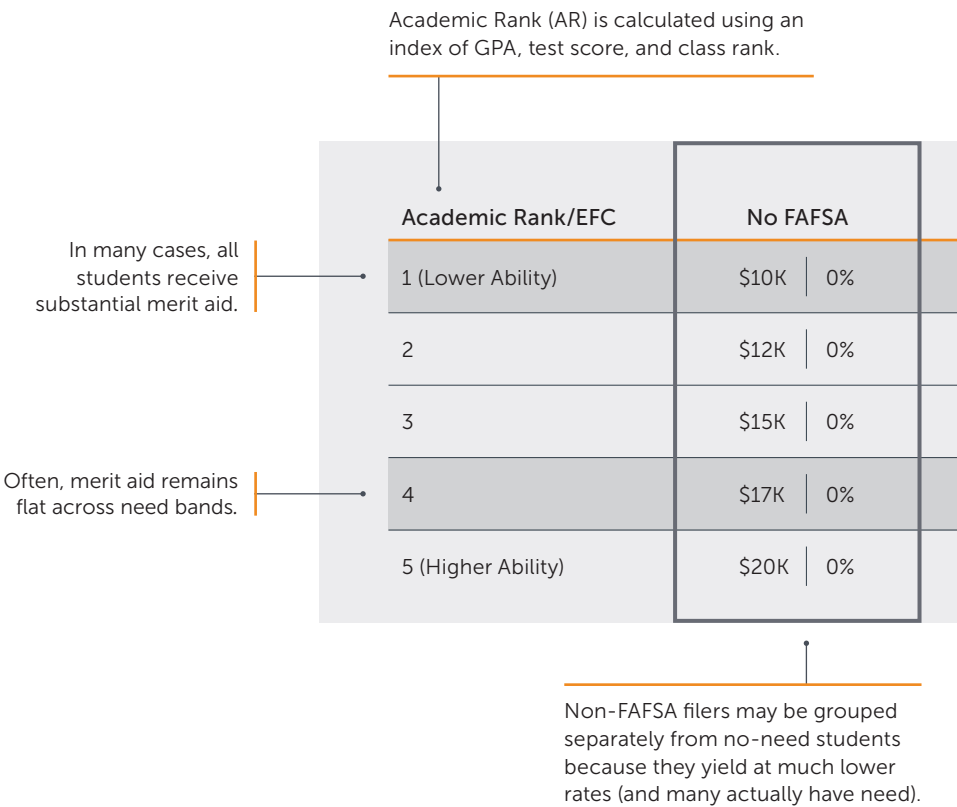 Academic Rank (AR) is calculated using an
index of GPA, test score, and class rank.
Academic Rank/EFC No FAFSA
In many cases, all
students receive
substantial merit aid.
1 (Lower Ability) $10K 0%
2 $12K 0%
3 $15K 0%
Often, merit aid remains
flat across need bands.
4 $17K 0%
5 (Higher Ability) $20K 0%
Non-FAFSA filers may be grouped
separately from no-need students
because they yield at much lower
rates (and many actually have need).